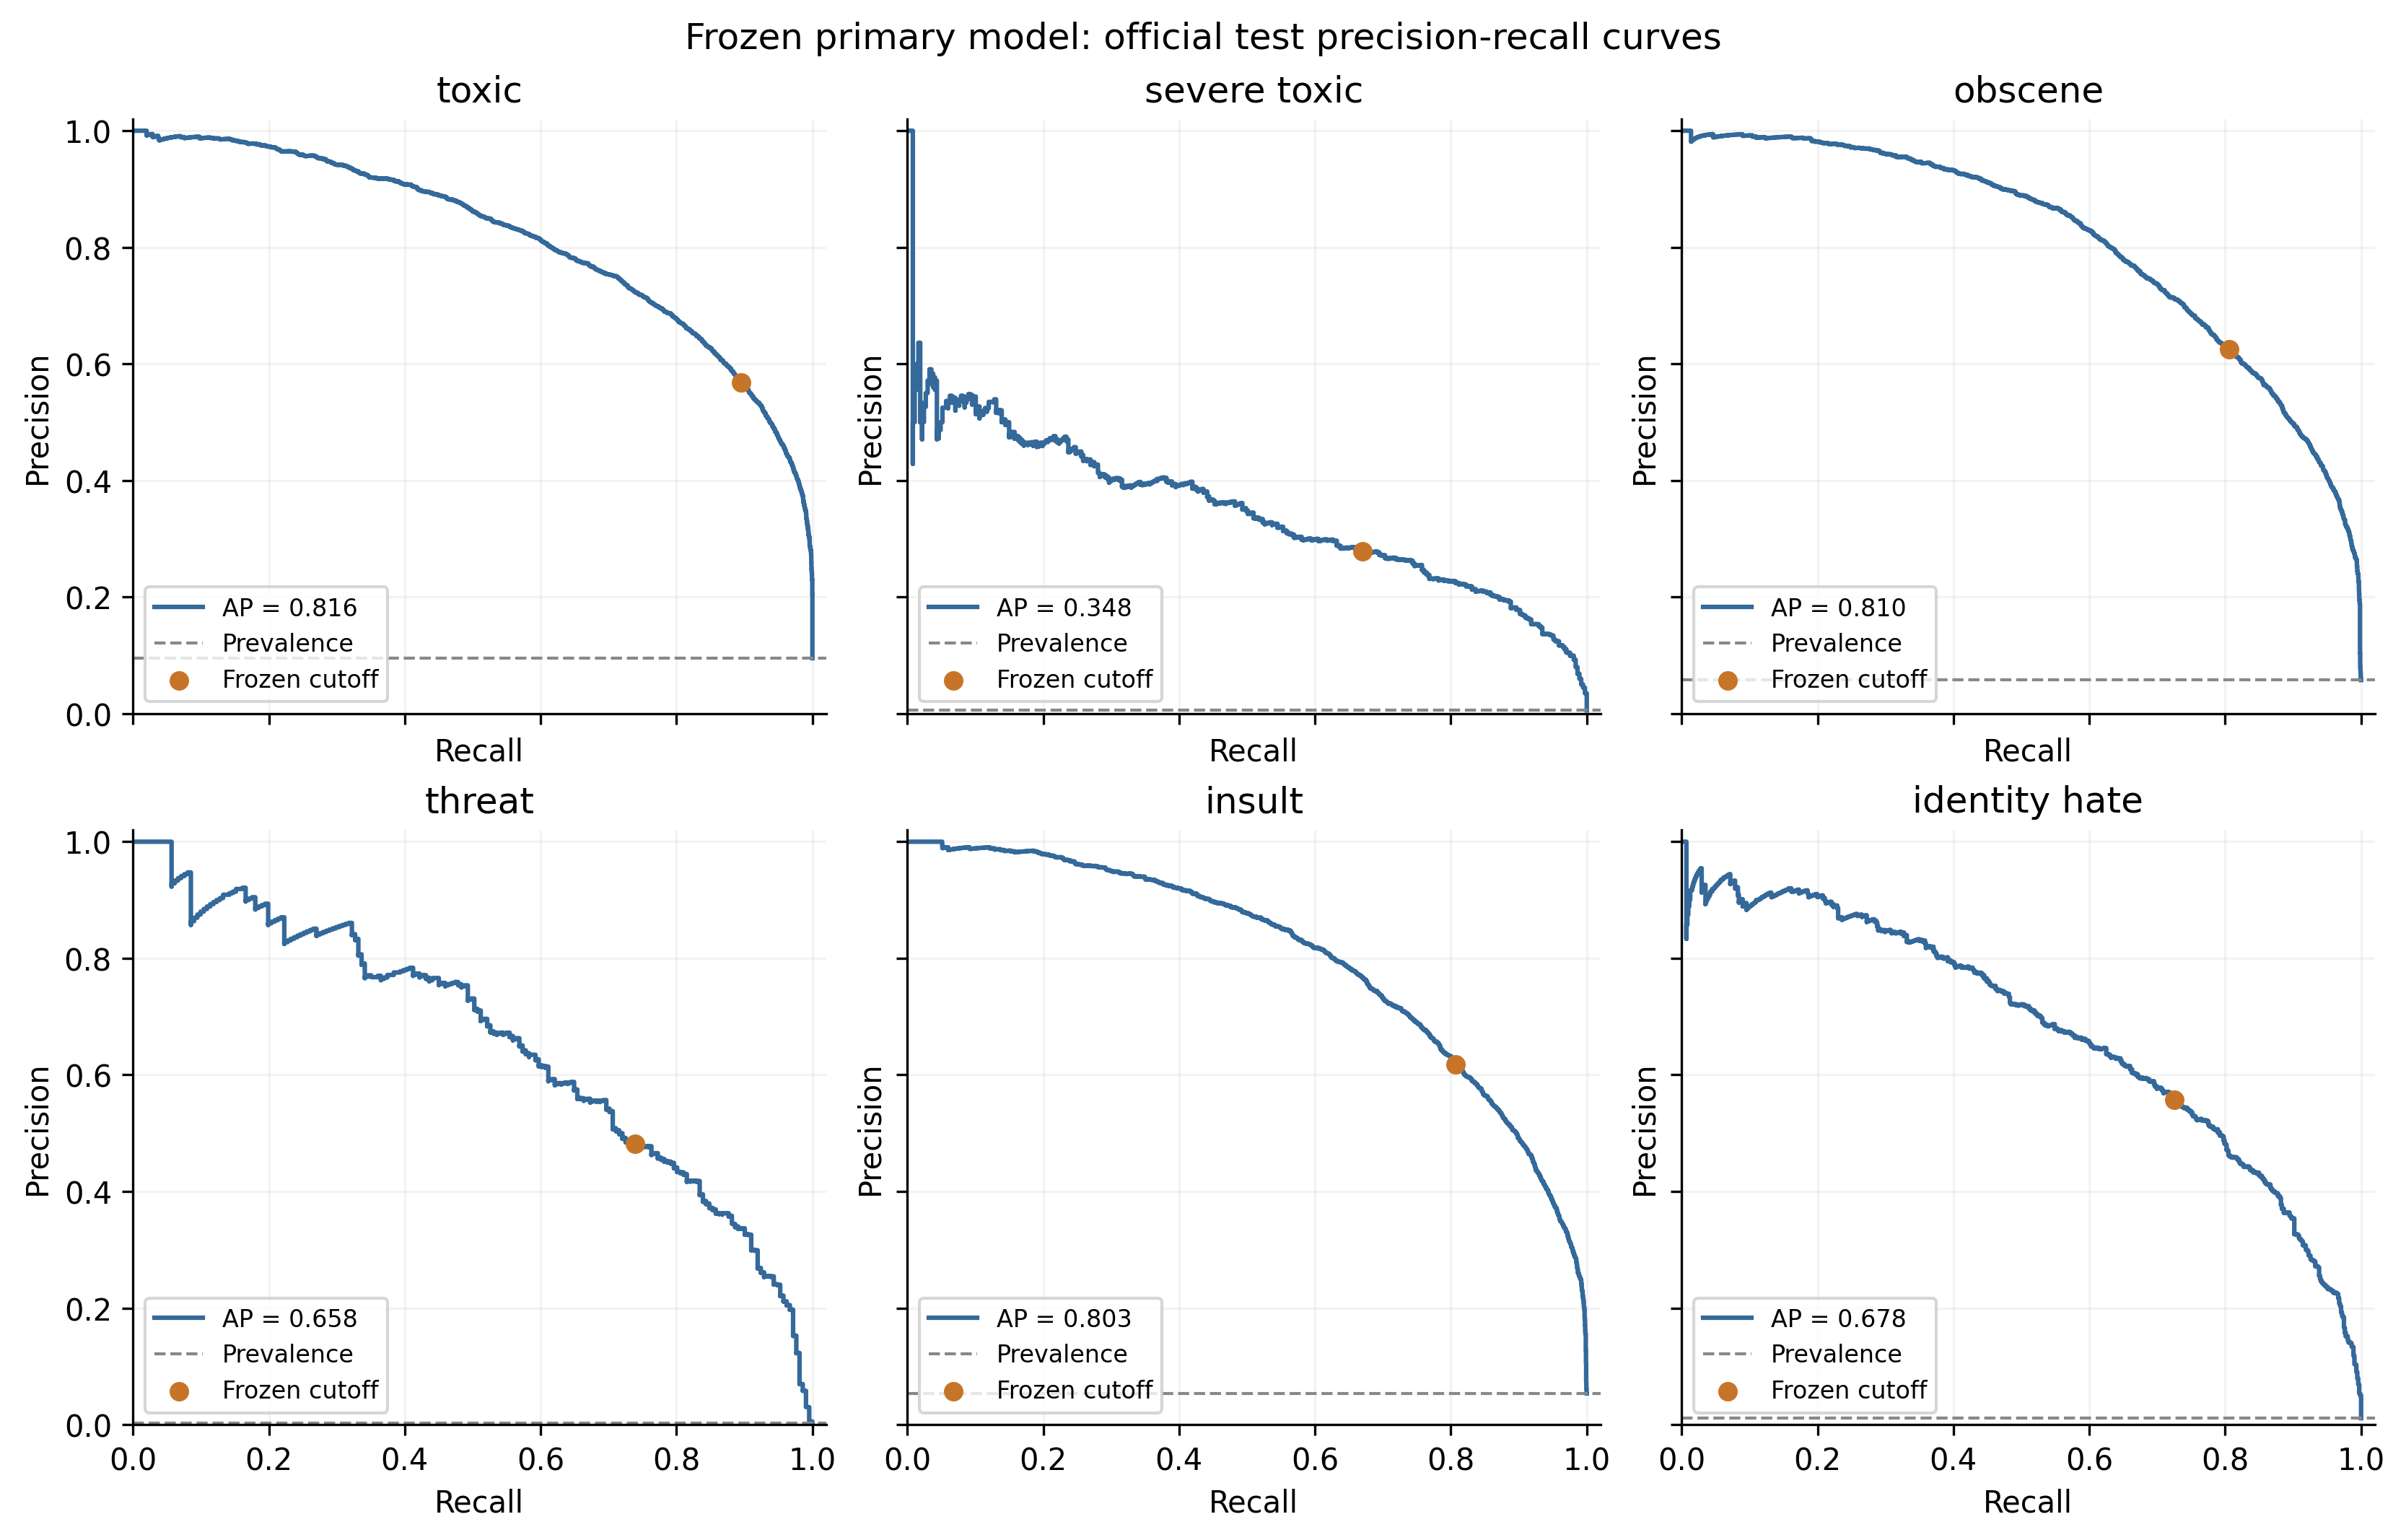 Frozen primary model: official test precision-recall curves
toxic
Precision
1.0
0.8
0.6
0.4
0.2
0.0
AP = 0.816
Prevalence
Frozen cutoff
Recall
severe toxic
Precision
AP = 0.348
Prevalence
Frozen cutoff
Recall
obscene
Precision
AP = 0.810
Prevalence
Frozen cutoff
Recall
threat
Precision
1.0
0.8
0.6
0.4
0.2
0.0
AP = 0.658
Prevalence
Frozen cutoff
0.0 0.2 0.4 0.6 0.8 1.0
Recall
insult
Precision
AP = 0.803
Prevalence
Frozen cutoff
0.0 0.2 0.4 0.6 0.8 1.0
Recall
identity hate
Precision
AP = 0.678
Prevalence
Frozen cutoff
0.0 0.2 0.4 0.6 0.8 1.0
Recall